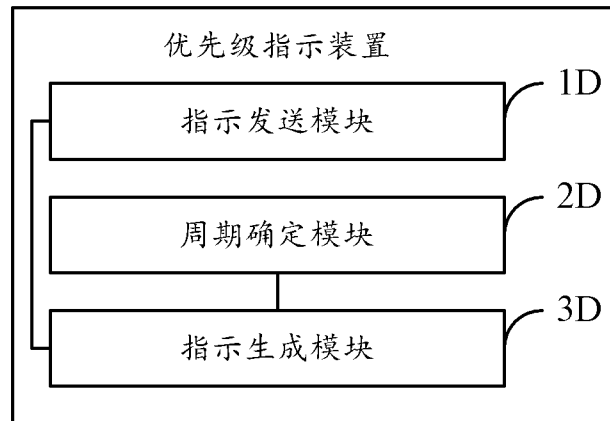 优先级指示装置
指示发送模块
1D
周期确定模块
2D
指示生成模块
3D